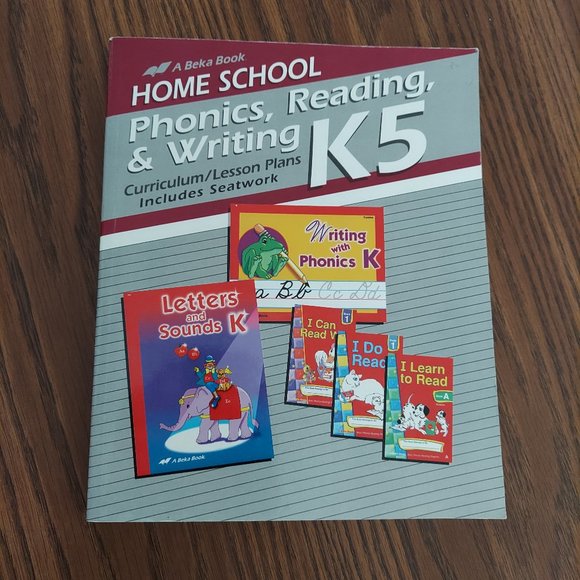 A Beka Book
HOME SCHOOL
Phonics, Reading,
& Writing K5
Curriculum/Lesson Plans
Includes Seatwork
Writing
with
Phonics K
a Bb Cc Dd
Letters
and
Sounds K
A Beka Book
I Can
Read
I Do
Read
I Learn
to Read
A